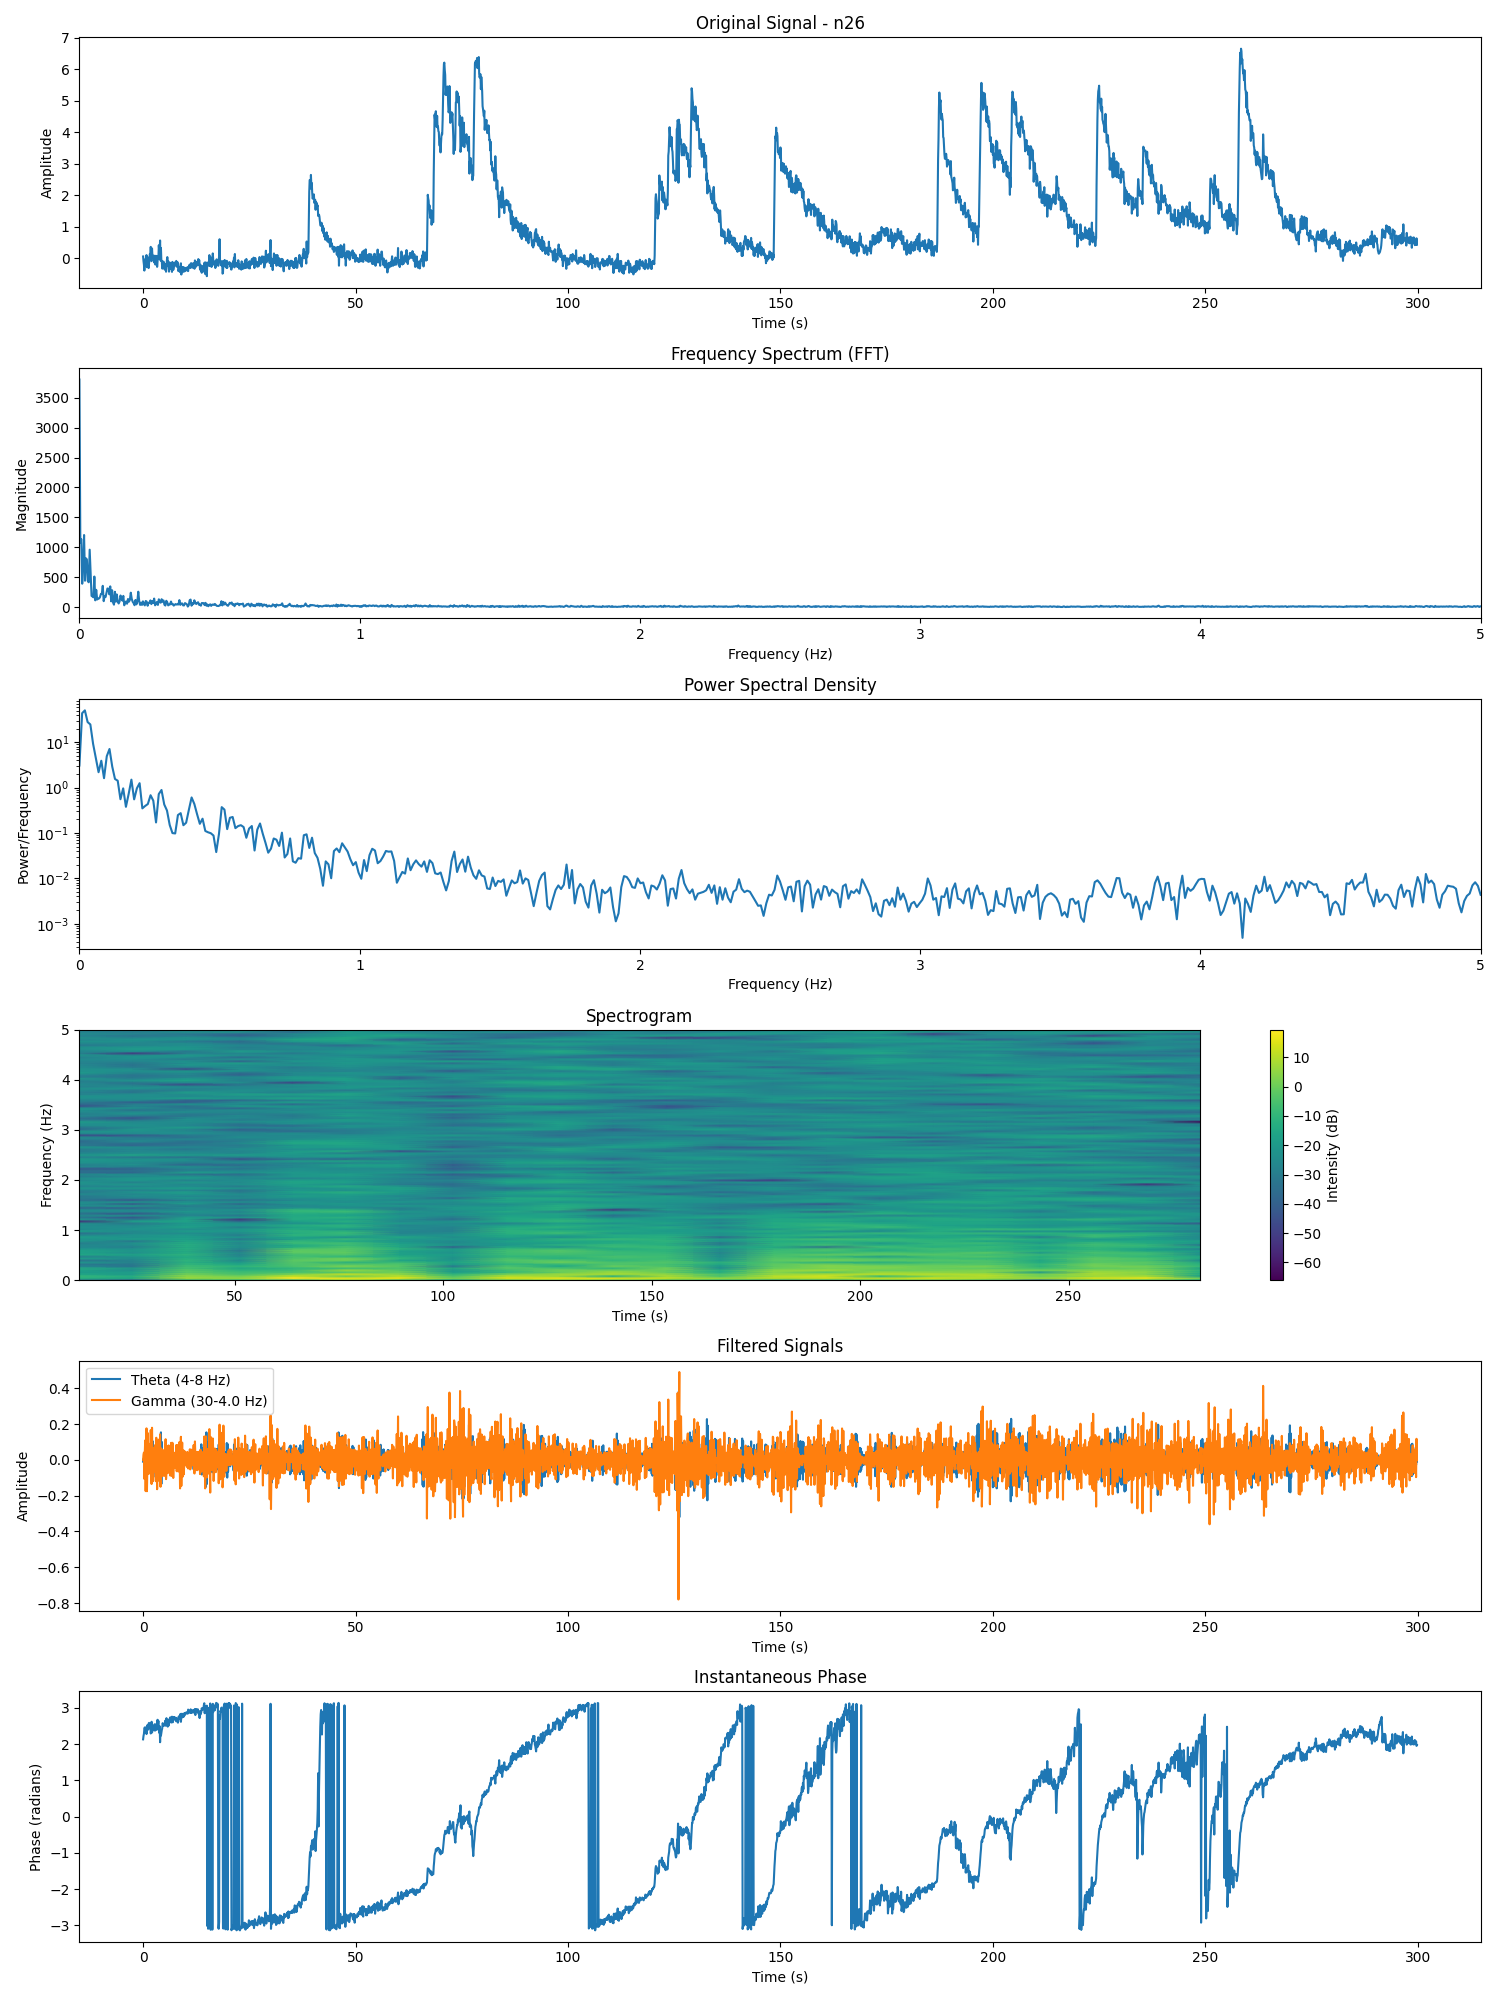 Original Signal - n26
7
6
5
4
3
2
1
0
Amplitude
0 50 100 150 200 250 300
Time (s)
Frequency Spectrum (FFT)
3500
3000
2500
2000
1500
1000
500
0
Magnitude
0 1 2 3 4 5
Frequency (Hz)
Power Spectral Density
10¹
10⁰
10⁻¹
10⁻²
10⁻³
Power/Frequency
0 1 2 3 4 5
Frequency (Hz)
Spectrogram
5
4
3
2
1
0
Frequency (Hz)
50 100 150 200 250
Time (s)
10
0
−10
−20
−30
−40
−50
−60
Intensity (dB)
Filtered Signals
Theta (4-8 Hz)
Gamma (30-4.0 Hz)
0.4
0.2
0.0
−0.2
−0.4
−0.6
−0.8
Amplitude
0 50 100 150 200 250 300
Time (s)
Instantaneous Phase
3
2
1
0
−1
−2
−3
Phase (radians)
0 50 100 150 200 250 300
Time (s)